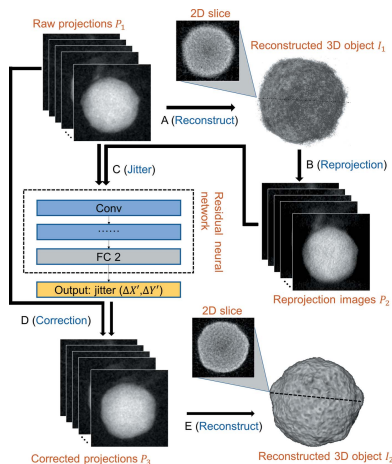 2D slice
Raw projections P₁
Reconstructed 3D object I₁
A (Reconstruct)
B (Reprojection)
C (Jitter)
Residual neural
network
Conv
······
FC 2
Output: jitter (ΔX′,ΔY′)
Reprojection images P₂
D (Correction)
2D slice
E (Reconstruct)
Corrected projections P₃
Reconstructed 3D object I₂